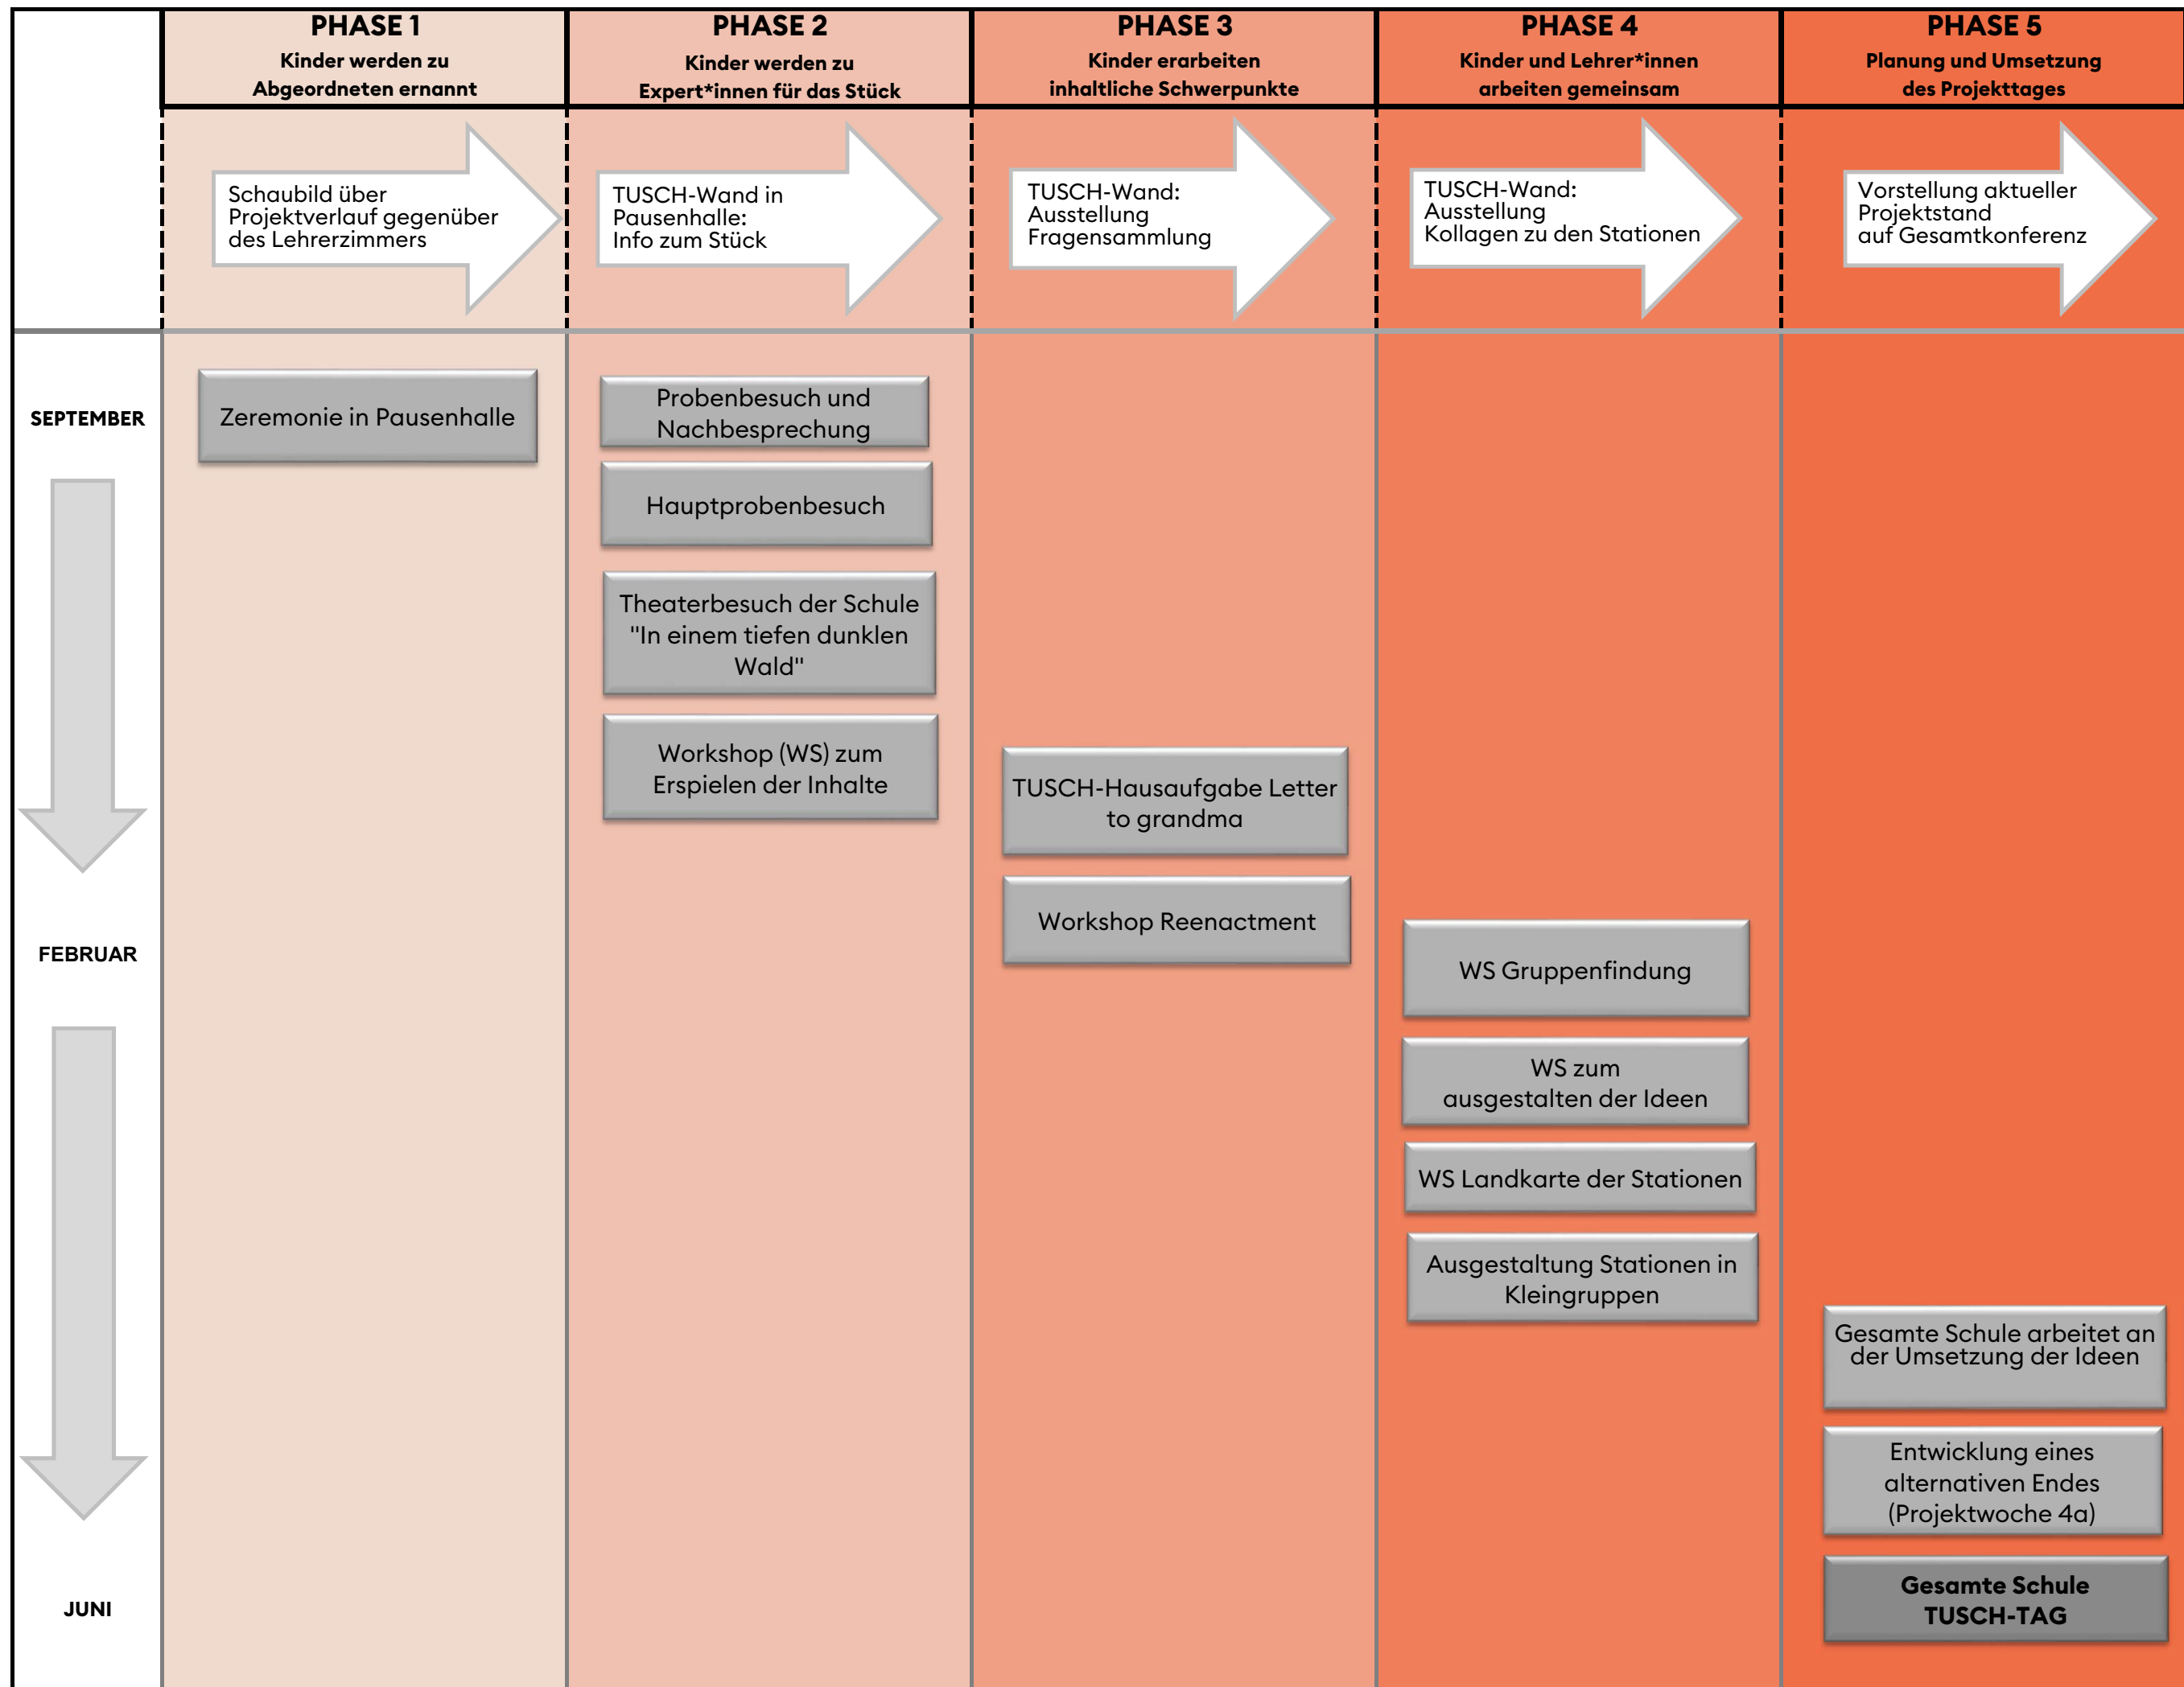 PHASE 1
Kinder werden zu
Abgeordneten ernannt
PHASE 2
Kinder werden zu
Expert*innen für das Stück
PHASE 3
Kinder erarbeiten
inhaltliche Schwerpunkte
PHASE 4
Kinder und Lehrer*innen
arbeiten gemeinsam
PHASE 5
Planung und Umsetzung
des Projekttages
Schaubild über
Projektverlauf gegenüber
des Lehrerzimmers
TUSCH-Wand in
Pausenhalle:
Info zum Stück
TUSCH-Wand:
Ausstellung
Fragensammlung
TUSCH-Wand:
Ausstellung
Kollagen zu den Stationen
Vorstellung aktueller
Projektstand
auf Gesamtkonferenz
SEPTEMBER
Zeremonie in Pausenhalle
Probenbesuch und
Nachbesprechung
Hauptprobenbesuch
Theaterbesuch der Schule
"In einem tiefen dunklen
Wald"
Workshop (WS) zum
Erspielen der Inhalte
TUSCH-Hausaufgabe Letter
to grandma
Workshop Reenactment
FEBRUAR
WS Gruppenfindung
WS zum
ausgestalten der Ideen
WS Landkarte der Stationen
Ausgestaltung Stationen in
Kleingruppen
Gesamte Schule arbeitet an
der Umsetzung der Ideen
Entwicklung eines
alternativen Endes
(Projektwoche 4a)
JUNI
Gesamte Schule
TUSCH-TAG